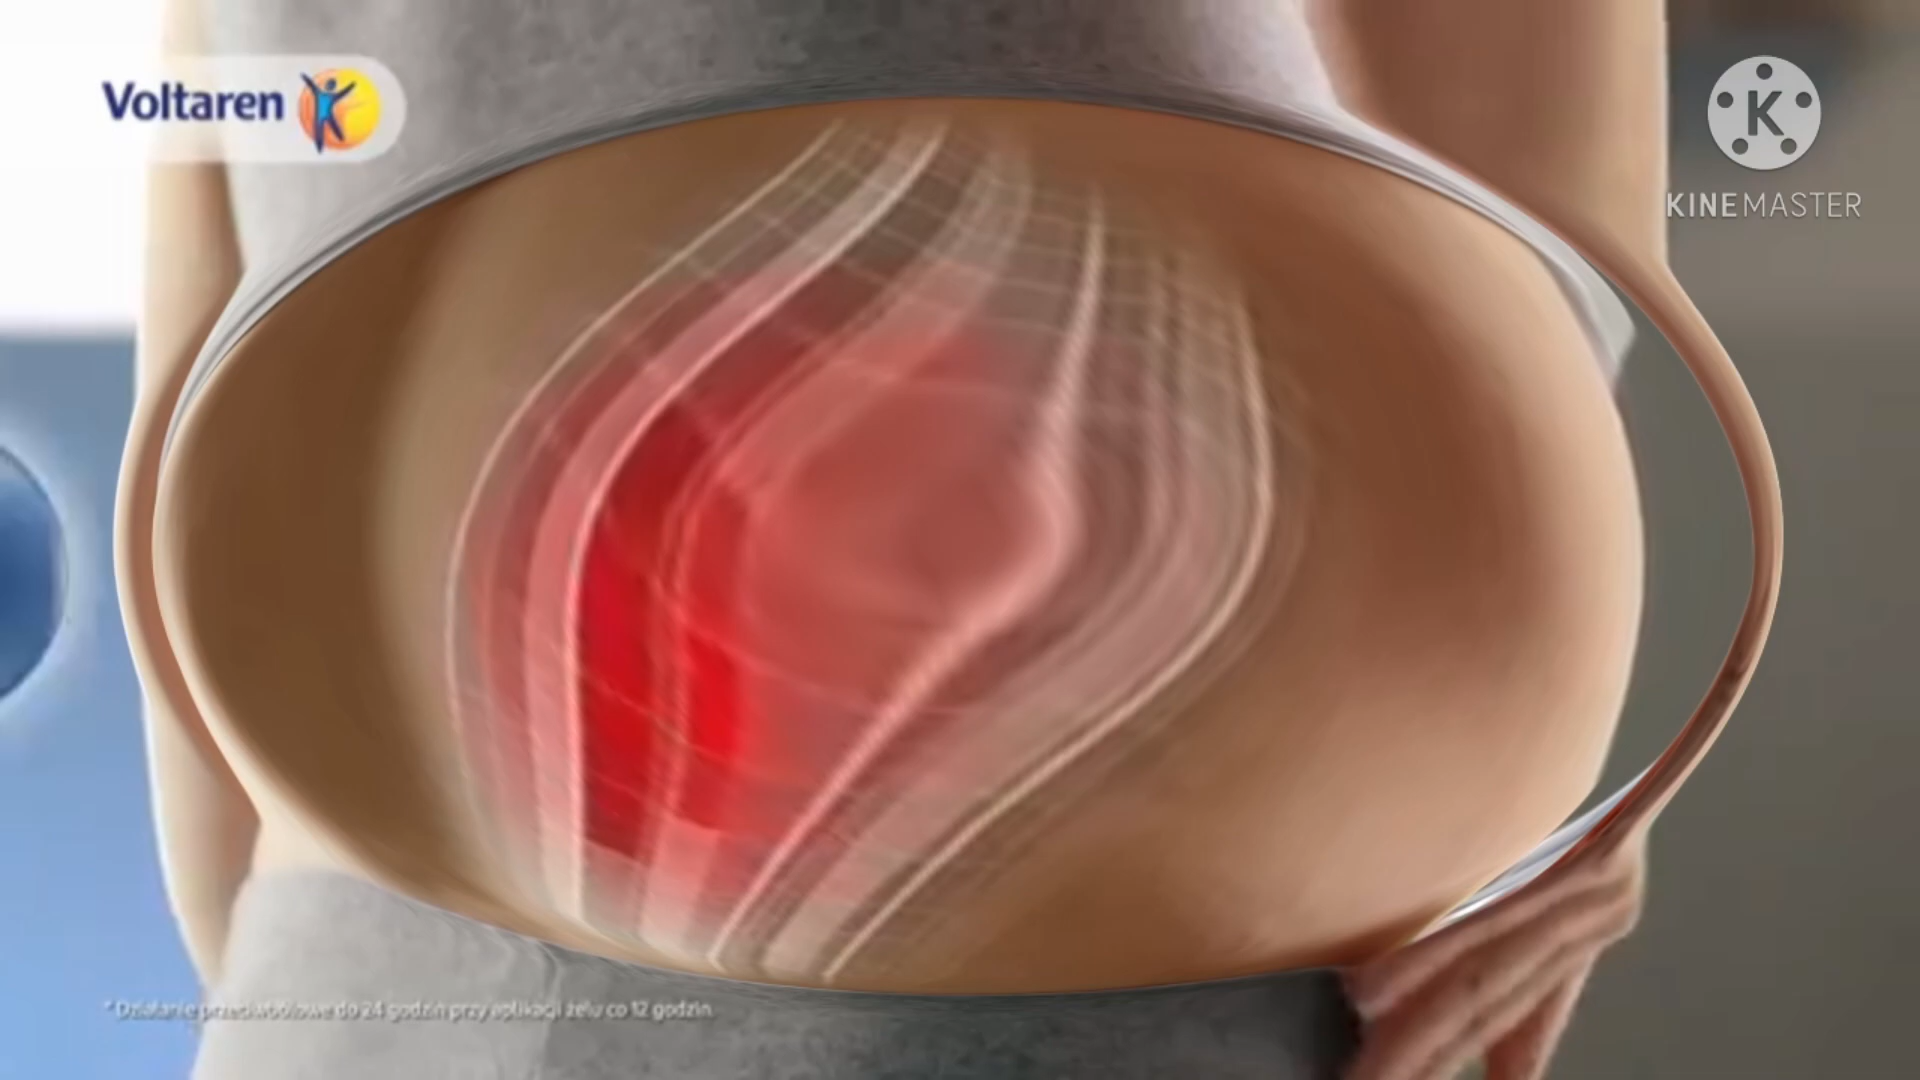 Voltaren
K
KINEMASTER
* Działanie przeciwbólowe do 24 godzin przy aplikacji żelu co 12 godzin.